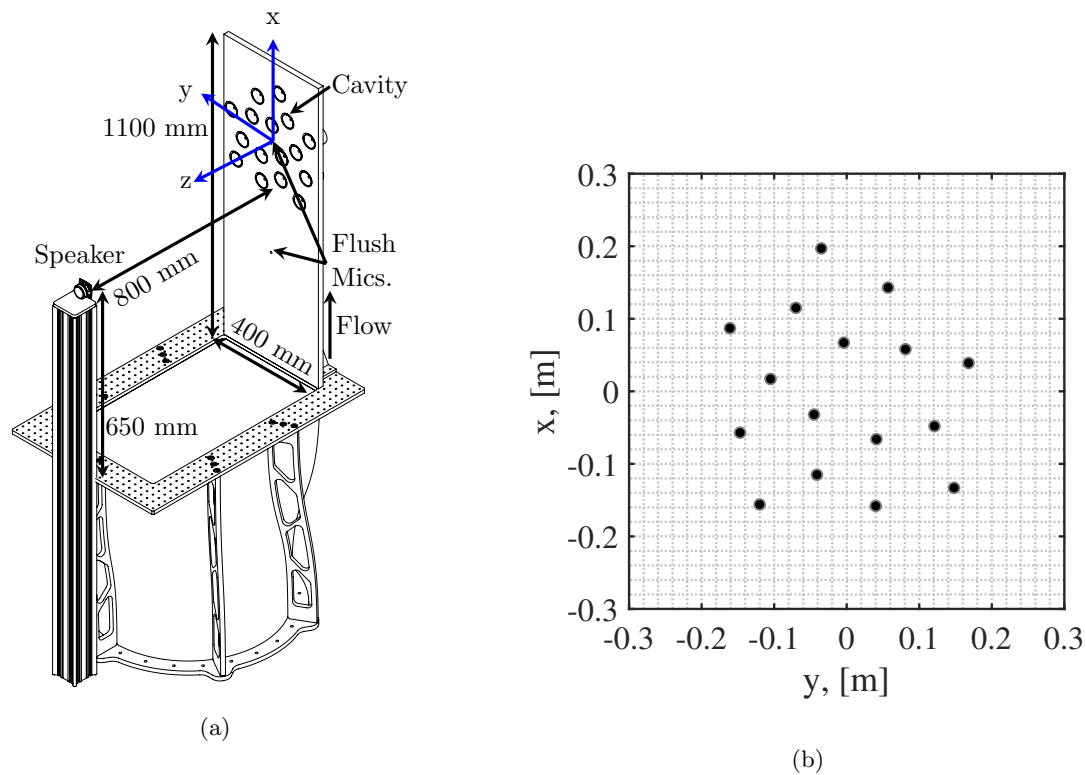 x
Cavity
y
1100 mm
z
Speaker
800 mm
Flush
Mics.
Flow
400 mm
650 mm
(a)
0.3
0.2
0.1
0
-0.1
-0.2
-0.3
x, [m]
-0.3 -0.2 -0.1 0 0.1 0.2 0.3
y, [m]
(b)